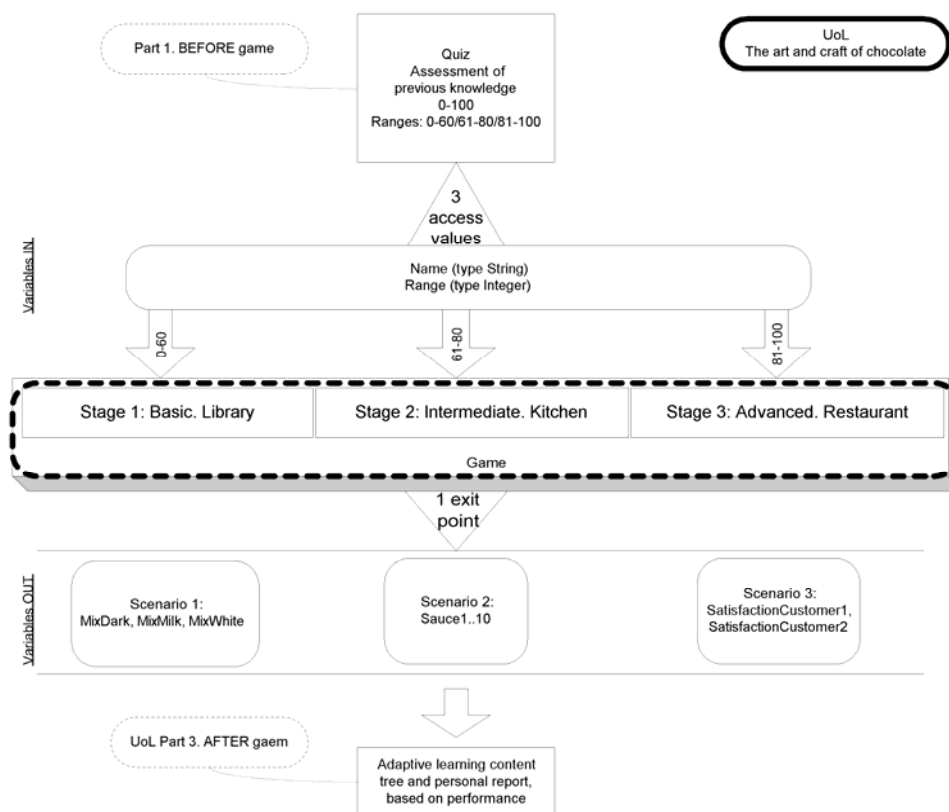 Part 1. BEFORE game
Quiz
Assessment of
previous knowledge
0-100
Ranges: 0-60/61-80/81-100
UoL
The art and craft of chocolate
3
access
values
Variables IN
Name (type String)
Range (type Integer)
0-60
61-80
81-100
Stage 1: Basic. Library
Stage 2: Intermediate. Kitchen
Stage 3: Advanced. Restaurant
Game
1 exit
point
Variables OUT
Scenario 1:
MixDark, MixMilk, MixWhite
Scenario 2:
Sauce1..10
Scenario 3:
SatisfactionCustomer1,
SatisfactionCustomer2
UoL Part 3. AFTER gaem
Adaptive learning content
tree and personal report,
based on performance